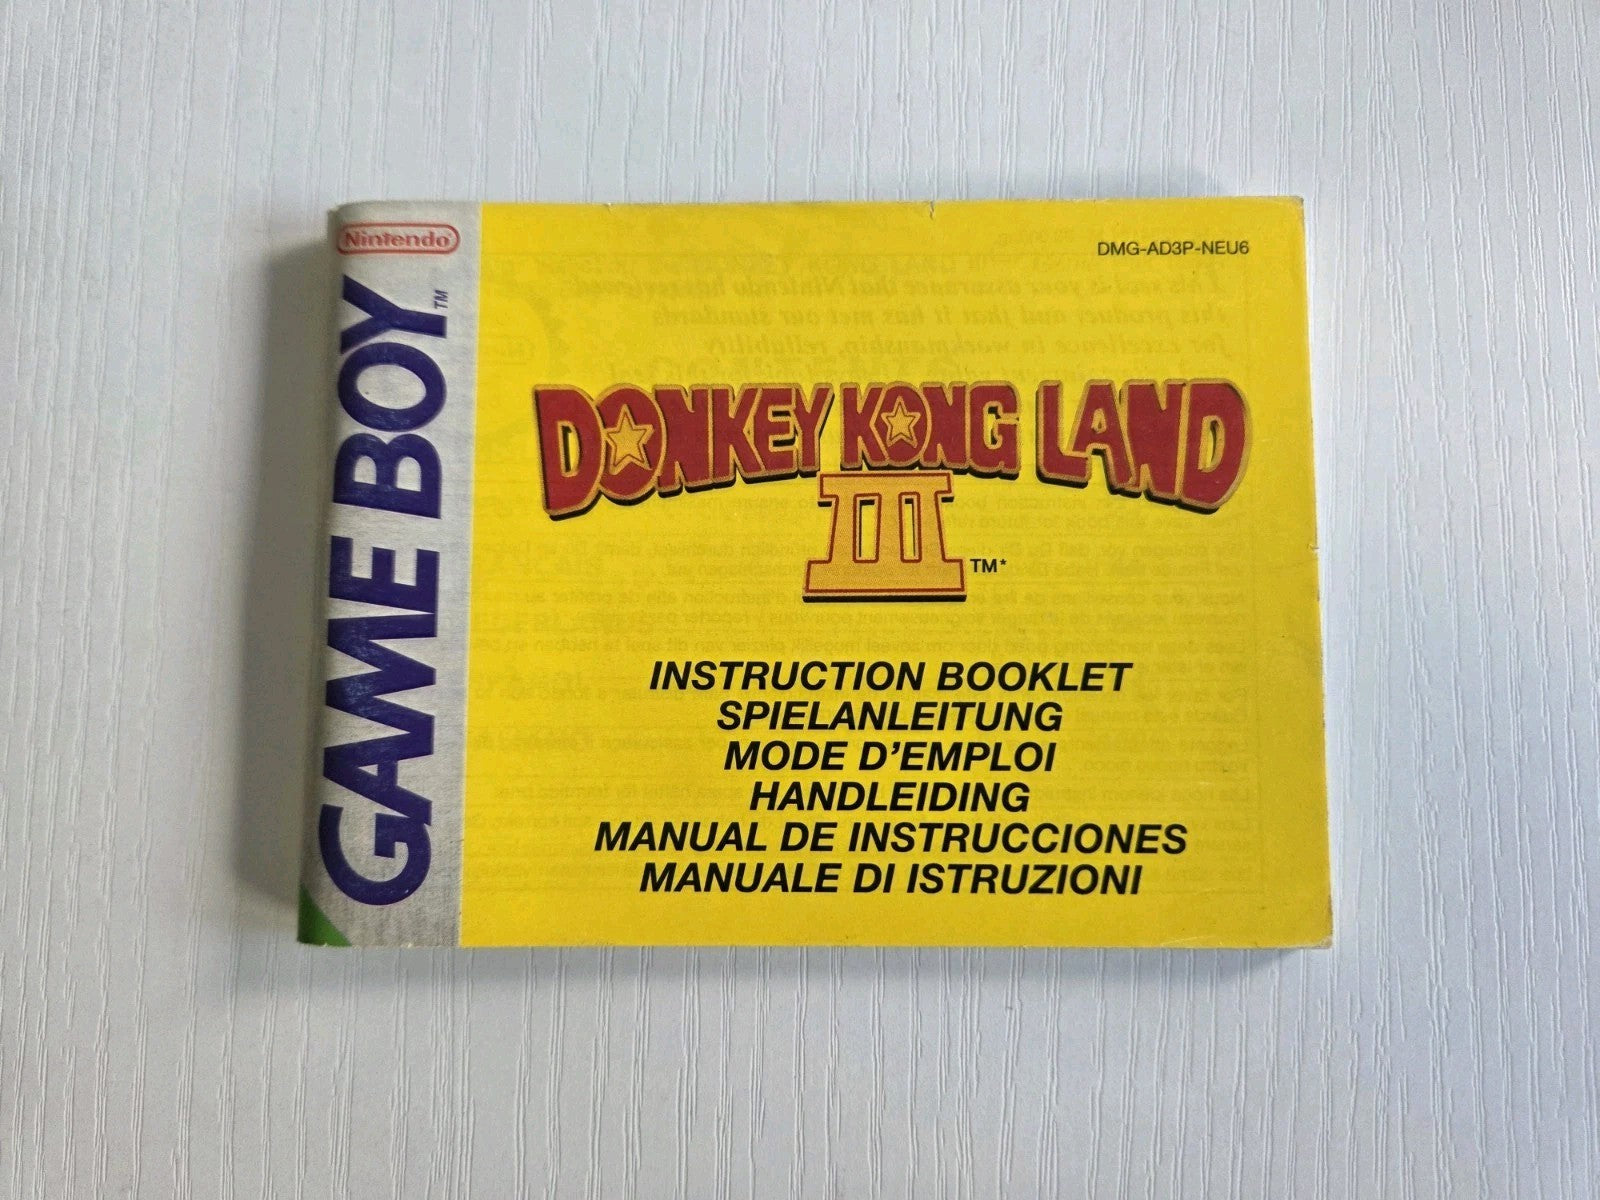 Nintendo
GAME BOY™
DMG-AD3P-NEU6
DONKEY KONG LAND
III
TM*
INSTRUCTION BOOKLET
SPIELANLEITUNG
MODE D'EMPLOI
HANDLEIDING
MANUAL DE INSTRUCCIONES
MANUALE DI ISTRUZIONI